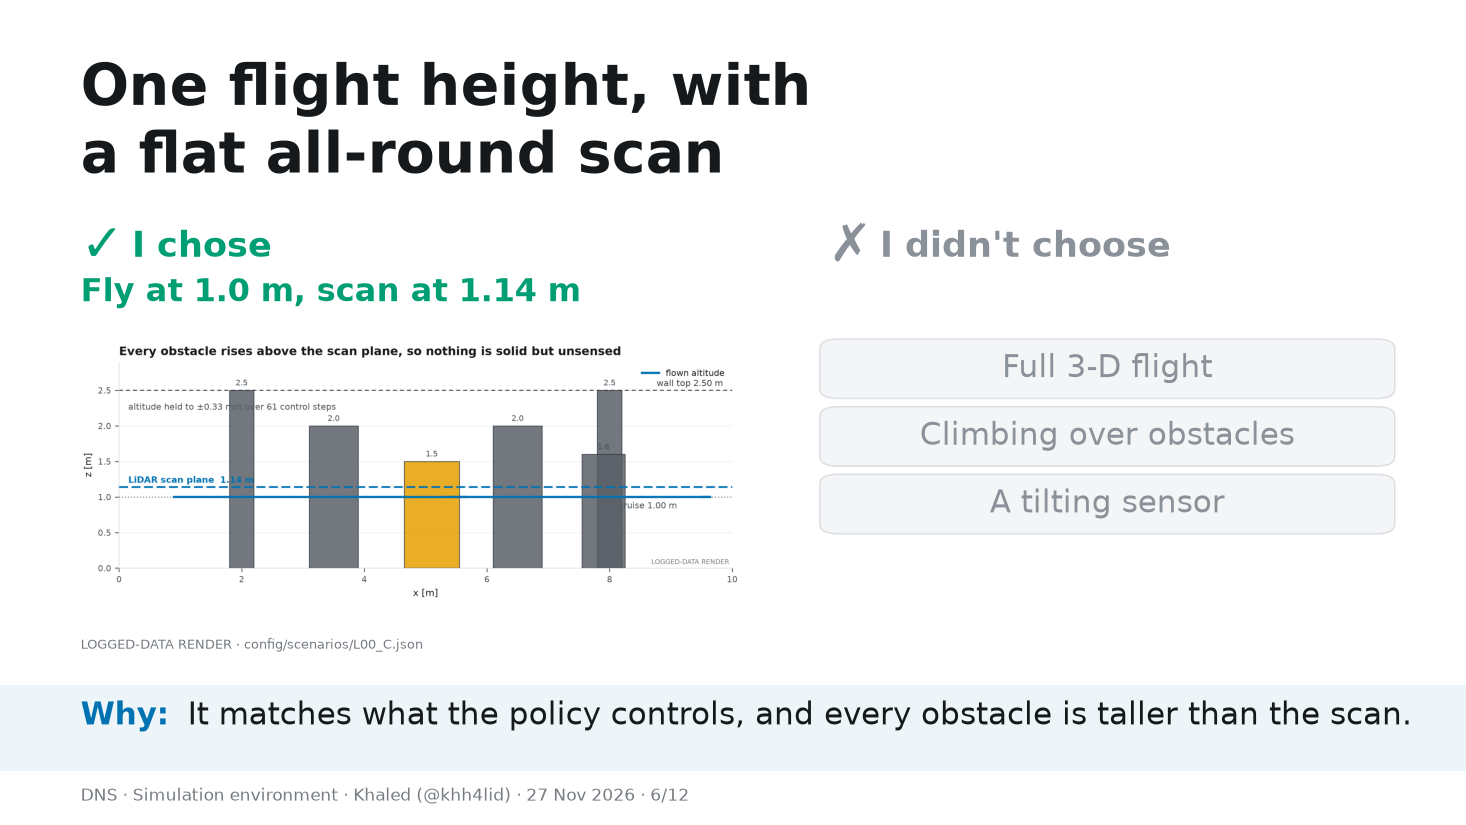 One flight height, with
a flat all-round scan
✓ I chose
Fly at 1.0 m, scan at 1.14 m
Every obstacle rises above the scan plane, so nothing is solid but unsensed
flown altitude
wall top 2.50 m
2.5
2.5
altitude held to ±0.33 mm over 61 control steps
2.0
2.0
1.6
1.5
LiDAR scan plane 1.14 m
ruise 1.00 m
LOGGED-DATA RENDER
z [m]
2.5
2.0
1.5
1.0
0.5
0.0
0 2 4 6 8 10
x [m]
LOGGED-DATA RENDER · config/scenarios/L00_C.json
✗ I didn't choose
Full 3-D flight
Climbing over obstacles
A tilting sensor
Why: It matches what the policy controls, and every obstacle is taller than the scan.
DNS · Simulation environment · Khaled (@khh4lid) · 27 Nov 2026 · 6/12